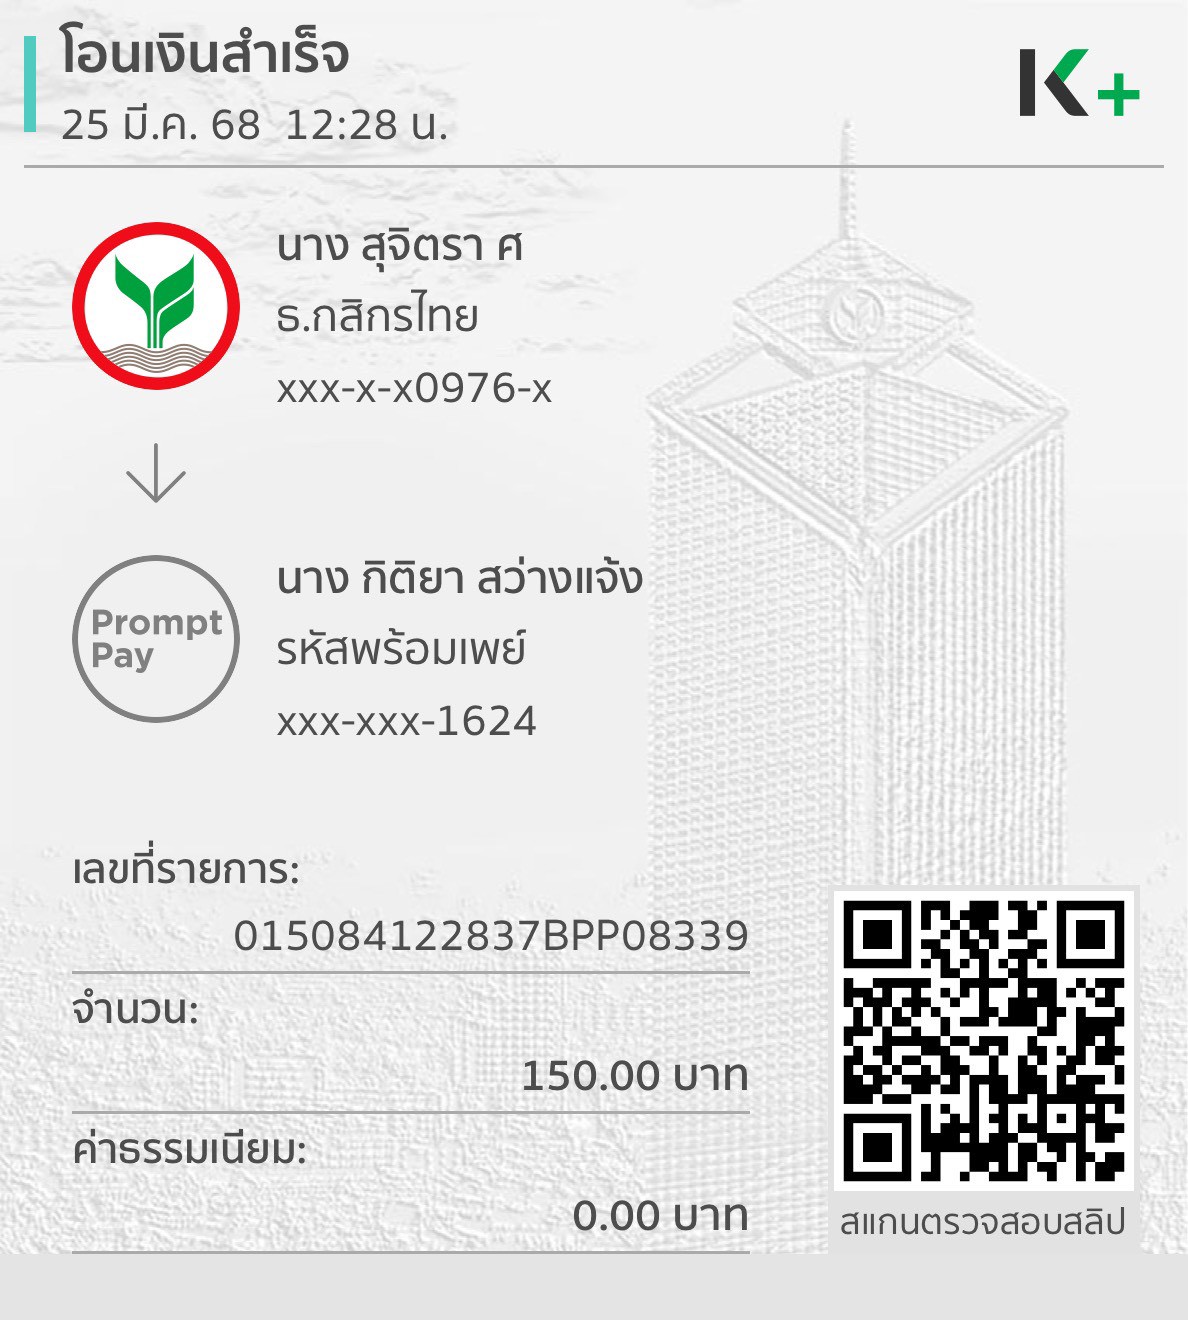 โอนเงินสำเร็จ
25 มี.ค. 68  12:28 น.
K+
นาง สุจิตรา ศ
ธ.กสิกรไทย
xxx-x-x0976-x
Prompt
Pay
นาง กิติยา สว่างแจ้ง
รหัสพร้อมเพย์
xxx-xxx-1624
เลขที่รายการ:
015084122837BPP08339
จำนวน:
150.00 บาท
ค่าธรรมเนียม:
0.00 บาท
สแกนตรวจสอบสลิป